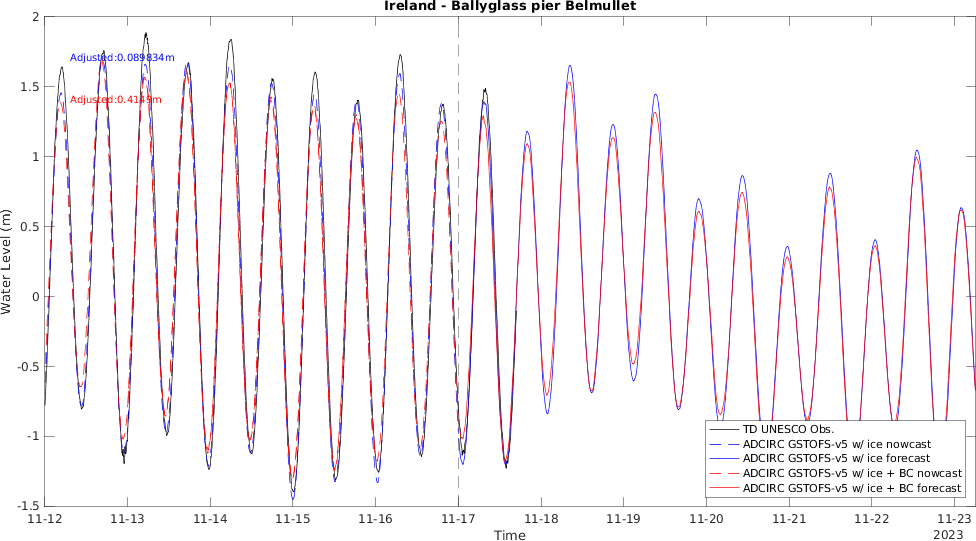 Ireland - Ballyglass pier Belmullet
2
1.5
1
0.5
0
-0.5
-1
-1.5
Water Level (m)
Adjusted:0.089834m
Adjusted:0.4149m
TD UNESCO Obs.
ADCIRC GSTOFS-v5 w/ ice nowcast
ADCIRC GSTOFS-v5 w/ ice forecast
ADCIRC GSTOFS-v5 w/ ice + BC nowcast
ADCIRC GSTOFS-v5 w/ ice + BC forecast
11-12 11-13 11-14 11-15 11-16 11-17 11-18 11-19 11-20 11-21 11-22 11-23
Time
2023